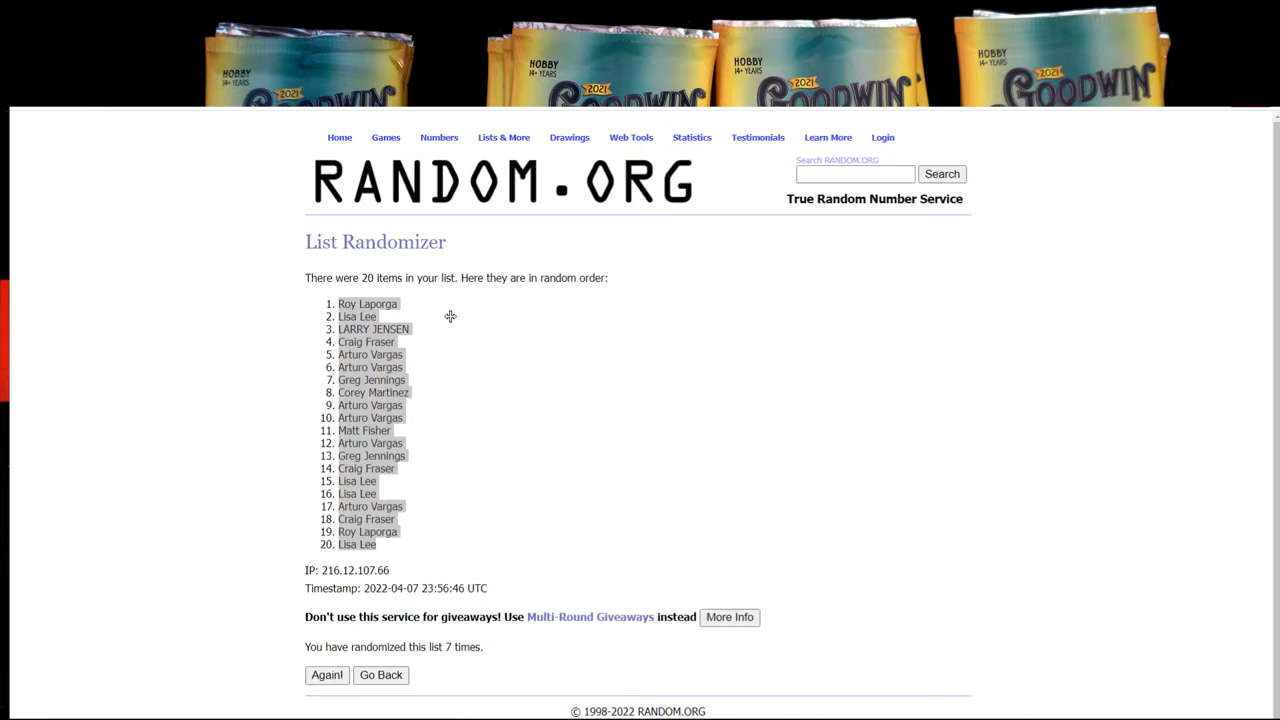 HOBBY
14+ YEARS
2021
GOODWIN
HOBBY
14+ YEARS
2021
GOODWIN
HOBBY
14+ YEARS
2021
GOODWIN
HOBBY
14+ YEARS
2021
GOODWIN
Home Games Numbers Lists & More Drawings Web Tools Statistics Testimonials Learn More Login
RANDOM.ORG
Search RANDOM.ORG
Search
True Random Number Service
List Randomizer
There were 20 items in your list. Here they are in random order:
1. Roy Laporga
2. Lisa Lee
3. LARRY JENSEN
4. Craig Fraser
5. Arturo Vargas
6. Arturo Vargas
7. Greg Jennings
8. Corey Martinez
9. Arturo Vargas
10. Arturo Vargas
11. Matt Fisher
12. Arturo Vargas
13. Greg Jennings
14. Craig Fraser
15. Lisa Lee
16. Lisa Lee
17. Arturo Vargas
18. Craig Fraser
19. Roy Laporga
20. Lisa Lee
IP: 216.12.107.66
Timestamp: 2022-04-07 23:56:46 UTC
Don't use this service for giveaways! Use Multi-Round Giveaways instead More Info
You have randomized this list 7 times.
Again! Go Back
© 1998-2022 RANDOM.ORG